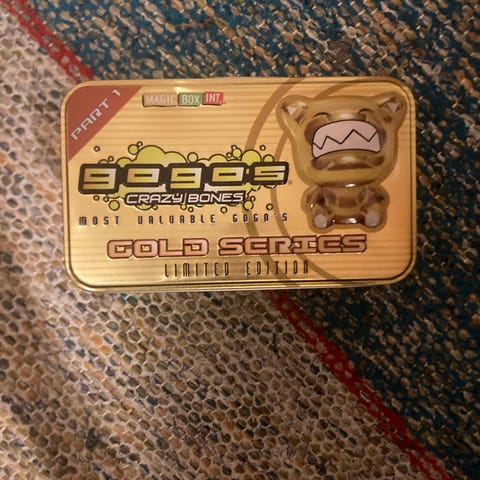 PART 1
MAGIC BOX INT.
gogo's
CRAZY BONES
MOST VALUABLE GOGO'S
GOLD SERIES
LIMITED EDITION